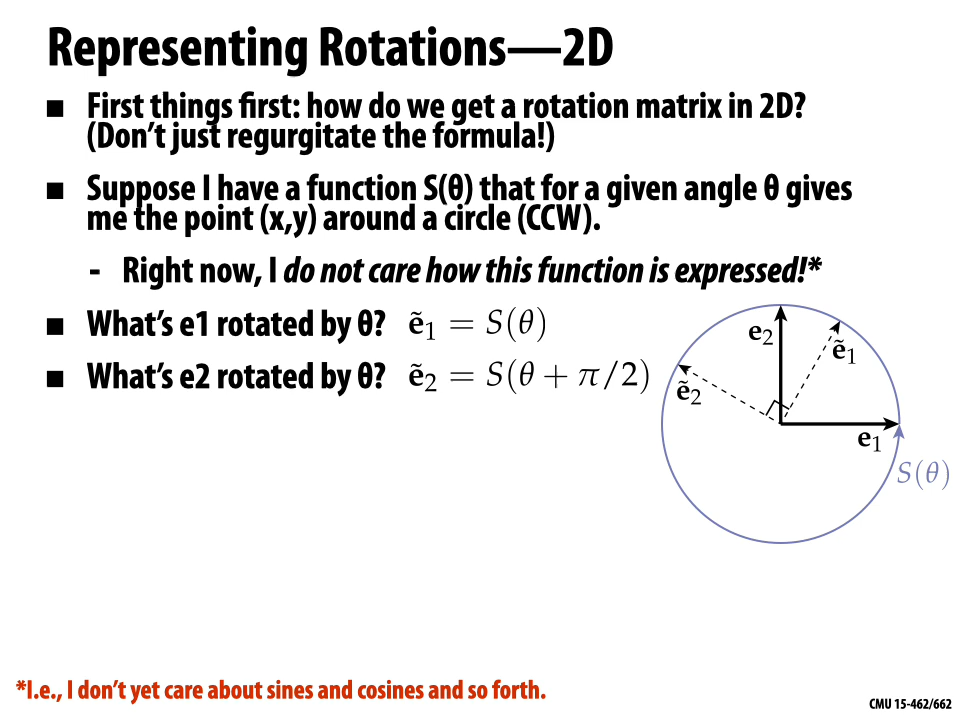 Representing Rotations—2D
■ First things first: how do we get a rotation matrix in 2D?
(Don’t just regurgitate the formula!)
■ Suppose I have a function S(θ) that for a given angle θ gives
me the point (x,y) around a circle (CCW).
- Right now, I do not care how this function is expressed!*
■ What’s e1 rotated by θ? ẽ₁ = S(θ)
■ What’s e2 rotated by θ? ẽ₂ = S(θ + π/2)
e₂
ẽ₁
ẽ₂
e₁
S(θ)
*I.e., I don’t yet care about sines and cosines and so forth.
CMU 15-462/662